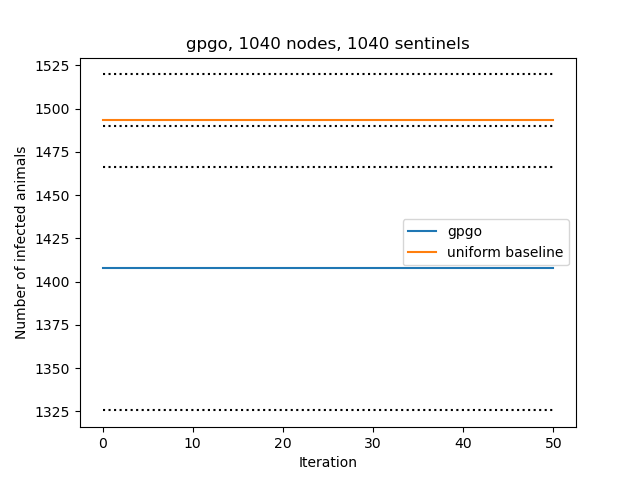 gpgo, 1040 nodes, 1040 sentinels
1525
1500
1475
1450
1425
1400
1375
1350
1325
Number of infected animals
gpgo
uniform baseline
0 10 20 30 40 50
Iteration